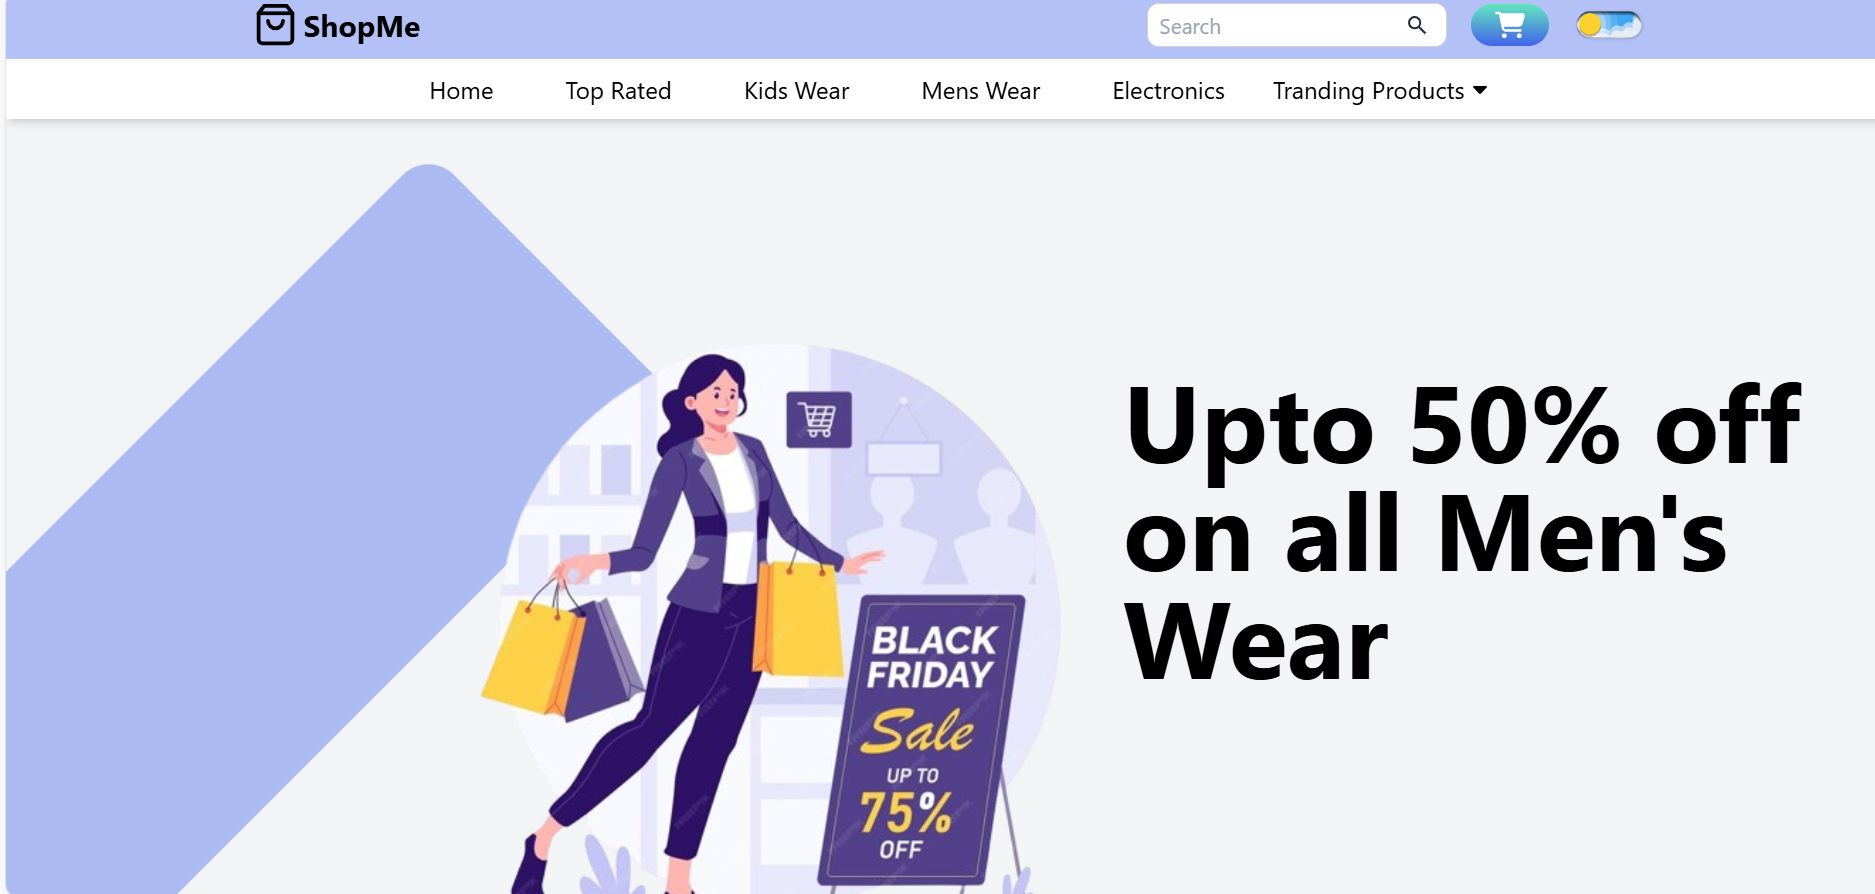 ShopMe
Search
Home Top Rated Kids Wear Mens Wear Electronics Tranding Products
Upto 50% off
on all Men's
Wear
BLACK
FRIDAY
Sale
UP TO
75%
OFF